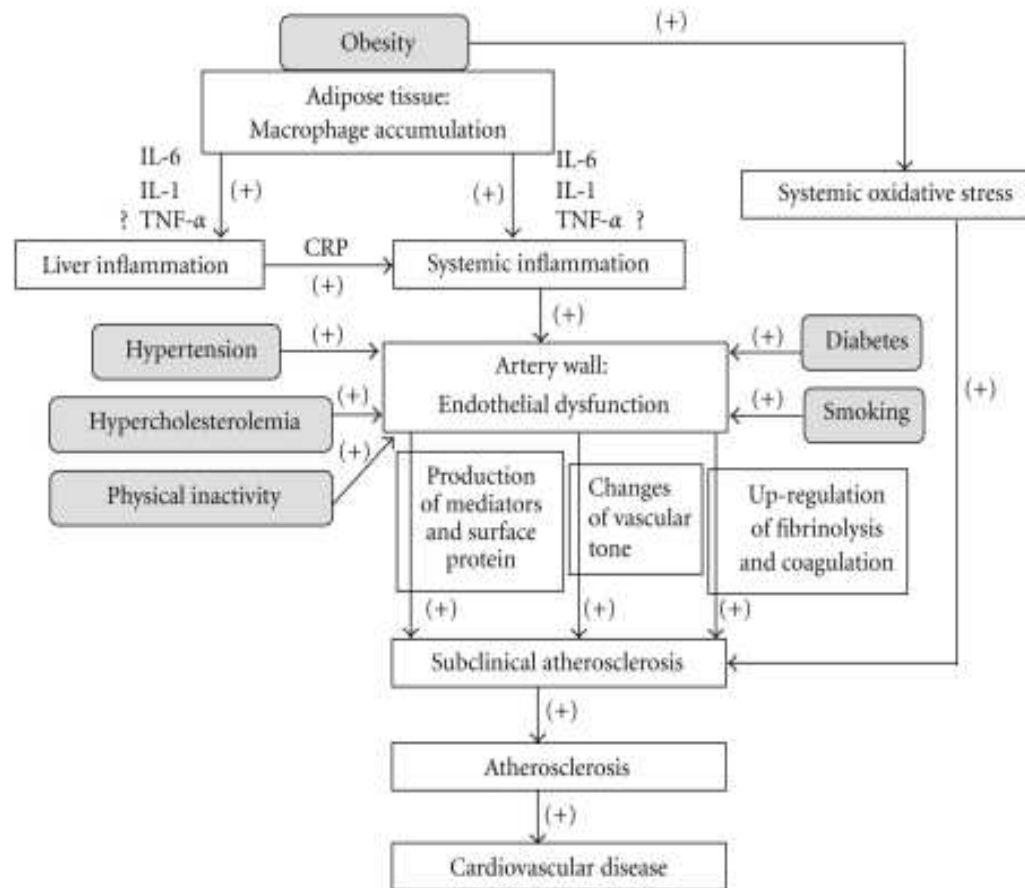 Obesity
(+)
Adipose tissue:
Macrophage accumulation
IL-6
IL-1
? TNF-α
(+)
(+)
IL-6
IL-1
TNF-α ?
Systemic oxidative stress
Liver inflammation
CRP
(+)
Systemic inflammation
(+)
Hypertension
(+)
Artery wall:
Endothelial dysfunction
(+)
Diabetes
(+)
Hypercholesterolemia
(+)
(+)
Smoking
Physical inactivity
(+)
Production
of mediators
and surface
protein
Changes
of vascular
tone
Up-regulation
of fibrinolysis
and coagulation
(+)
(+)
(+)
Subclinical atherosclerosis
(+)
Atherosclerosis
(+)
Cardiovascular disease